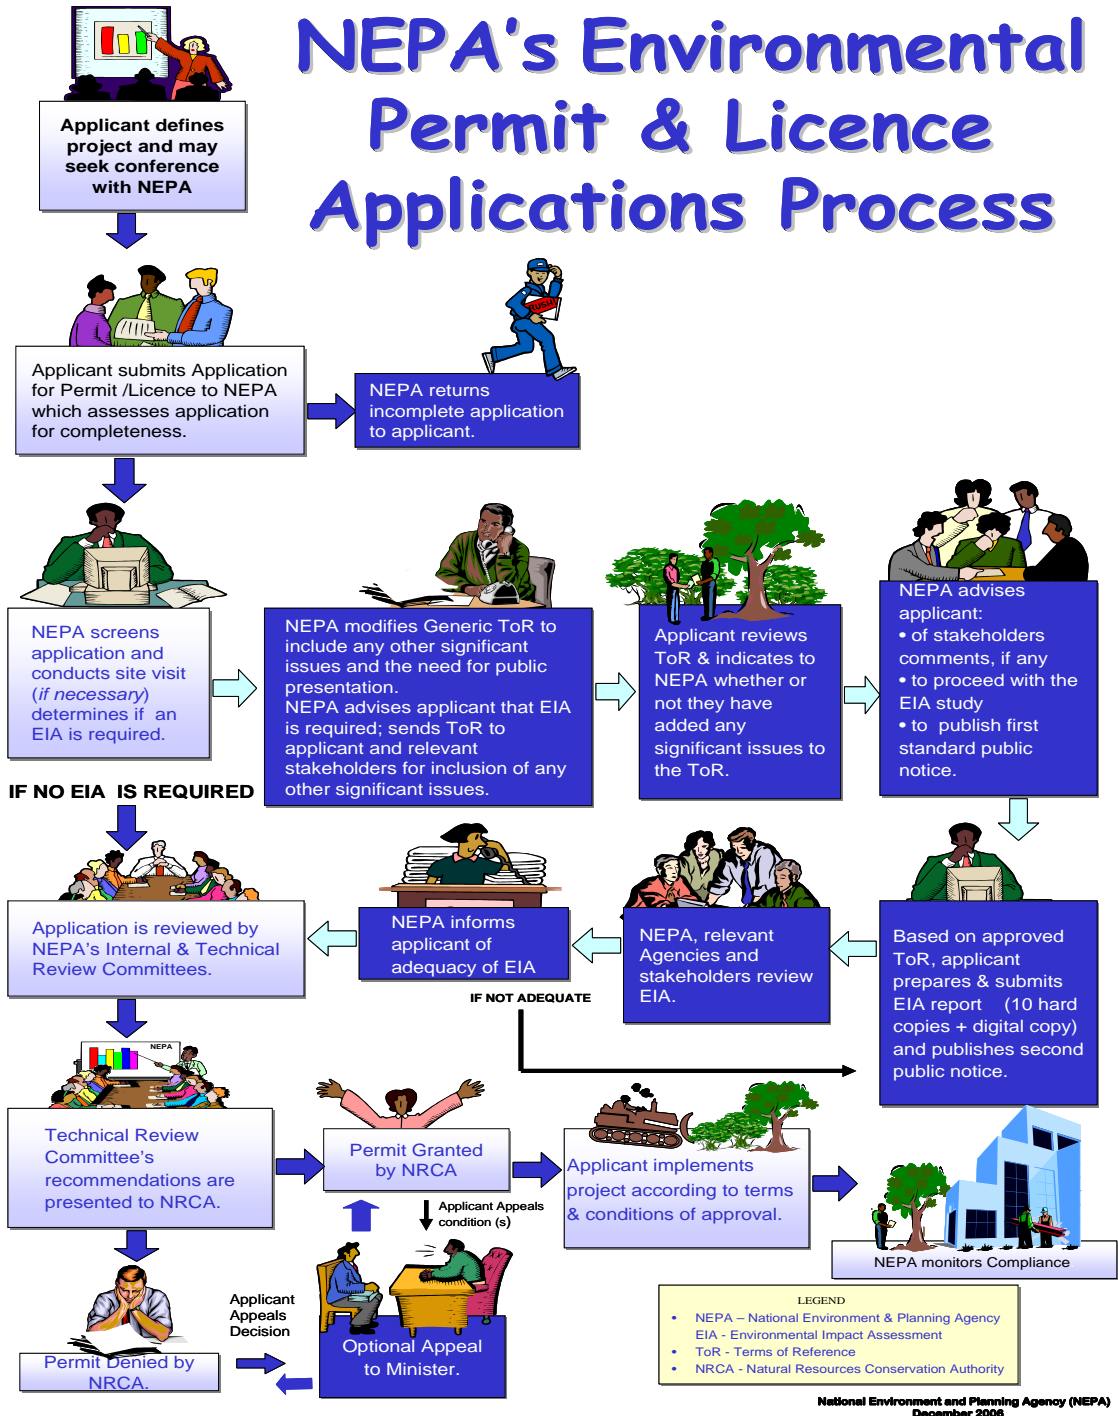 NEPA's Environmental
Permit & Licence
Applications Process
Applicant defines
project and may
seek conference
with NEPA
RUSH
Applicant submits Application
for Permit /Licence to NEPA
which assesses application
for completeness.
NEPA returns
incomplete application
to applicant.
NEPA screens
application and
conducts site visit
(if necessary)
determines if an
EIA is required.
NEPA modifies Generic ToR to
include any other significant
issues and the need for public
presentation.
NEPA advises applicant that EIA
is required; sends ToR to
applicant and relevant
stakeholders for inclusion of any
other significant issues.
Applicant reviews
ToR & indicates to
NEPA whether or
not they have
added any
significant issues to
the ToR.
NEPA advises
applicant:
• of stakeholders
comments, if any
• to proceed with the
EIA study
• to publish first
standard public
notice.
IF NO EIA IS REQUIRED
Application is reviewed by
NEPA's Internal & Technical
Review Committees.
NEPA informs
applicant of
adequacy of EIA
IF NOT ADEQUATE
NEPA, relevant
Agencies and
stakeholders review
EIA.
Based on approved
ToR, applicant
prepares & submits
EIA report (10 hard
copies + digital copy)
and publishes second
public notice.
NEPA
Technical Review
Committee's
recommendations are
presented to NRCA.
Permit Granted
by NRCA
Applicant Appeals
condition (s)
Applicant implements
project according to terms
& conditions of approval.
NEPA monitors Compliance
Permit Denied by
NRCA.
Applicant
Appeals
Decision
Optional Appeal
to Minister.
LEGEND
• NEPA – National Environment & Planning Agency
EIA - Environmental Impact Assessment
• ToR - Terms of Reference
• NRCA - Natural Resources Conservation Authority
National Environment and Planning Agency (NEPA)
December 2006